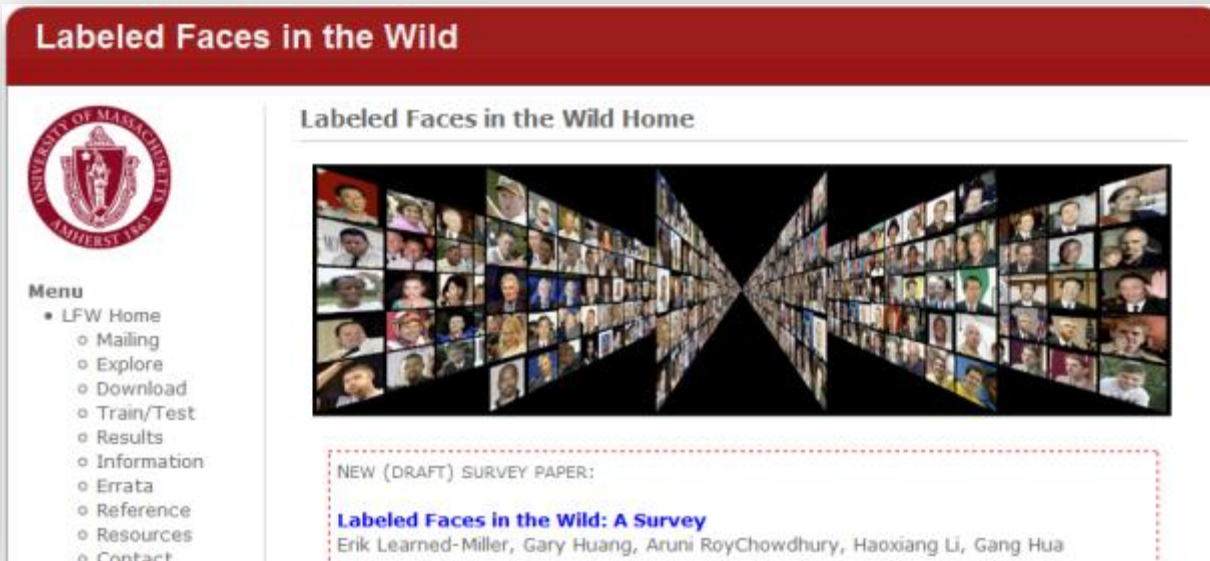 Labeled Faces in the Wild
UNIVERSITY OF MASSACHUSETTS
AMHERST 1863
Labeled Faces in the Wild Home
Menu
• LFW Home
Mailing
Explore
Download
Train/Test
Results
Information
Errata
Reference
Resources
Contact
NEW (DRAFT) SURVEY PAPER:
Labeled Faces in the Wild: A Survey
Erik Learned-Miller, Gary Huang, Aruni RoyChowdhury, Haoxiang Li, Gang Hua